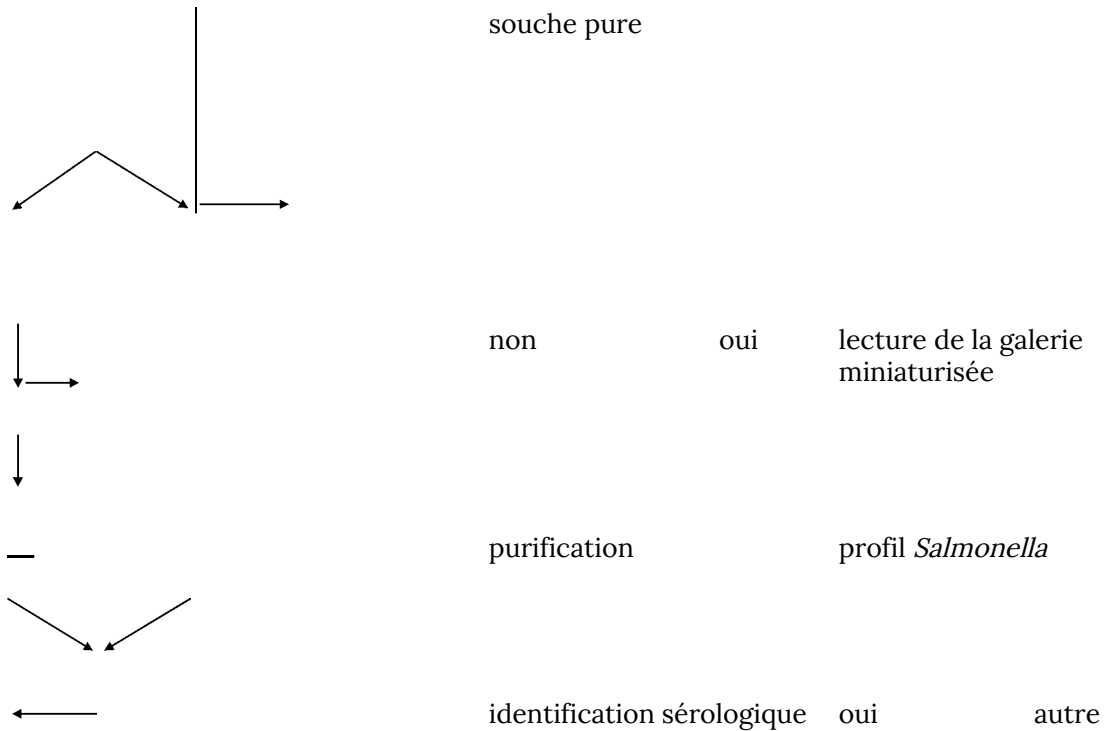 souche pure
non oui lecture de la galerie
miniaturisée
purification profil Salmonella
identification sérologique oui autre